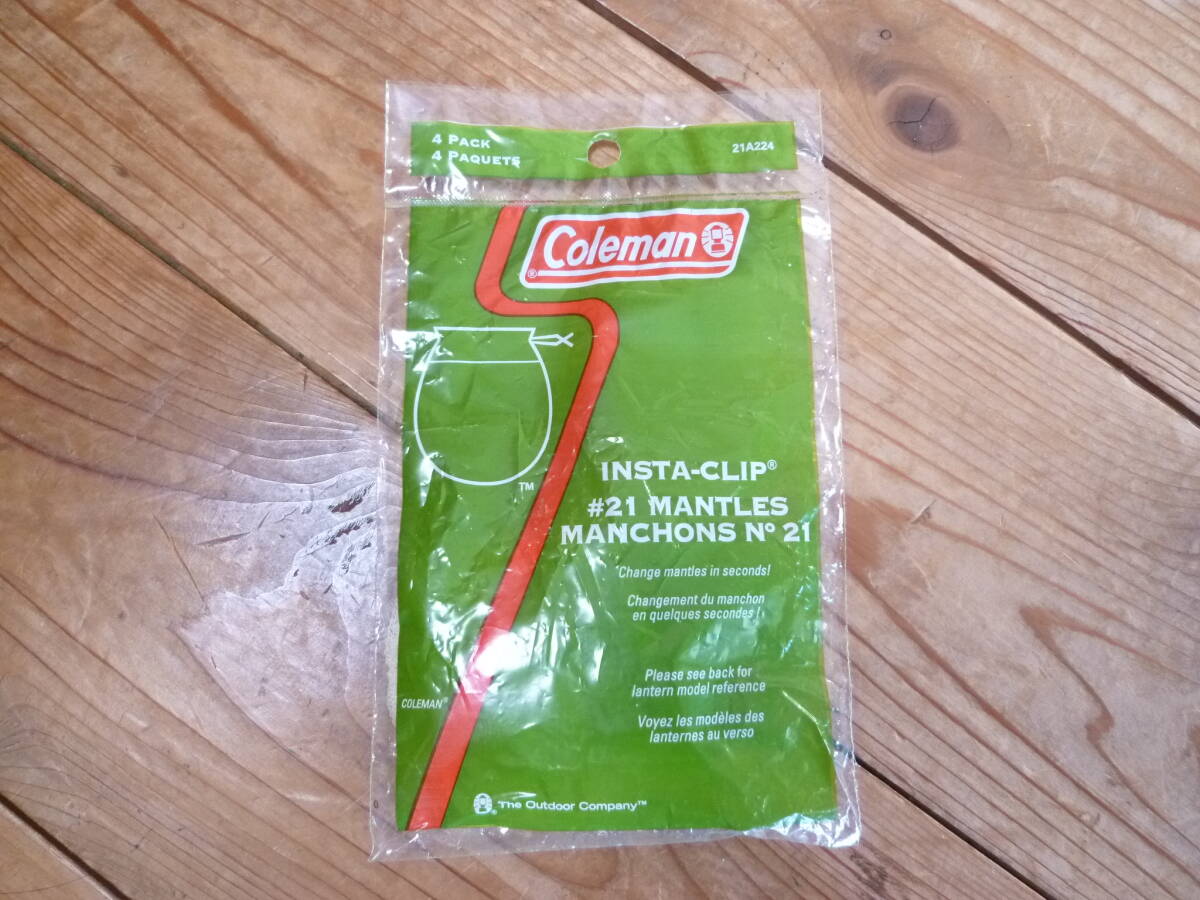 4 PACK
4 PAQUETS
21A224
Coleman
®
TM
INSTA-CLIP®
#21 MANTLES
MANCHONS Nº 21
Change mantles in seconds!
Changement du manchon
en quelques secondes !
Please see back for
lantern model reference
Voyez les modèles des
lanternes au verso
COLEMAN®
The Outdoor Company™